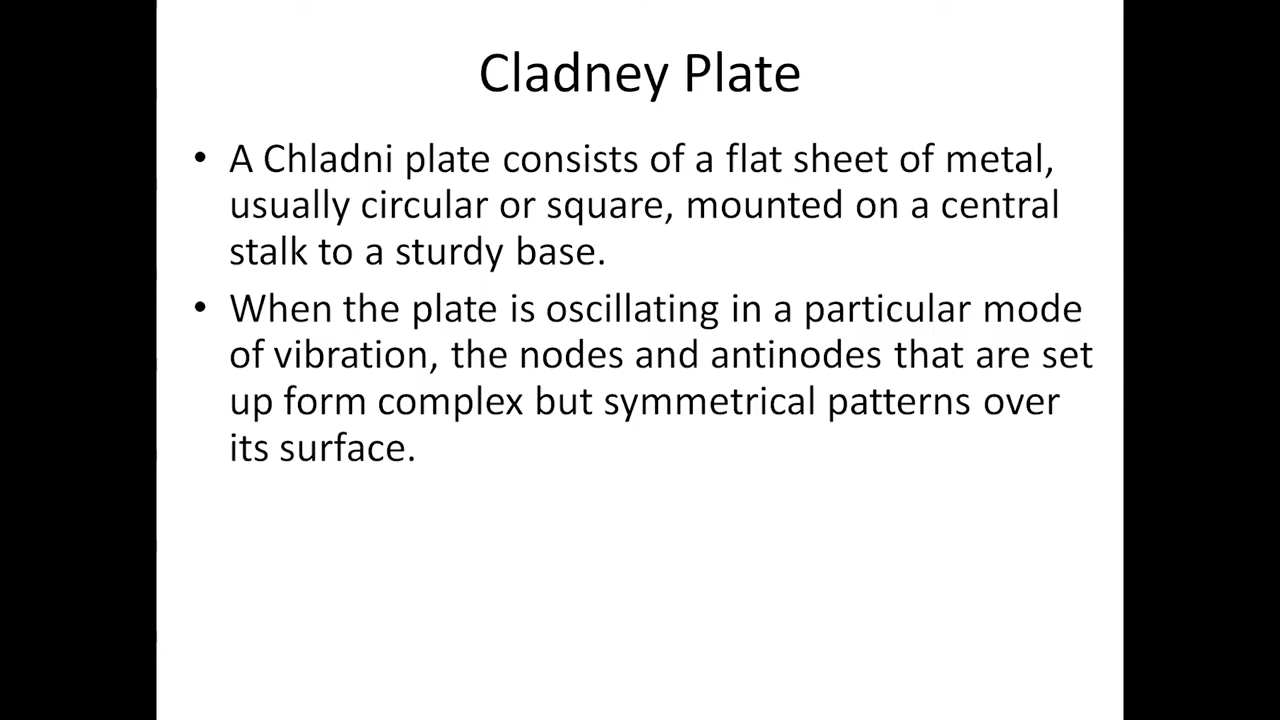 Cladney Plate
• A Chladni plate consists of a flat sheet of metal,
usually circular or square, mounted on a central
stalk to a sturdy base.
• When the plate is oscillating in a particular mode
of vibration, the nodes and antinodes that are set
up form complex but symmetrical patterns over
its surface.